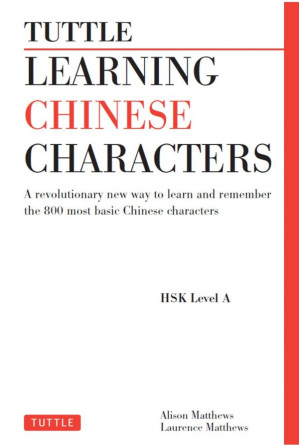 TUTTLE
LEARNING
CHINESE
CHARACTERS
A revolutionary new way to learn and remember
the 800 most basic Chinese characters
HSK Level A
Alison Matthews
TUTTLE
Laurence Matthews